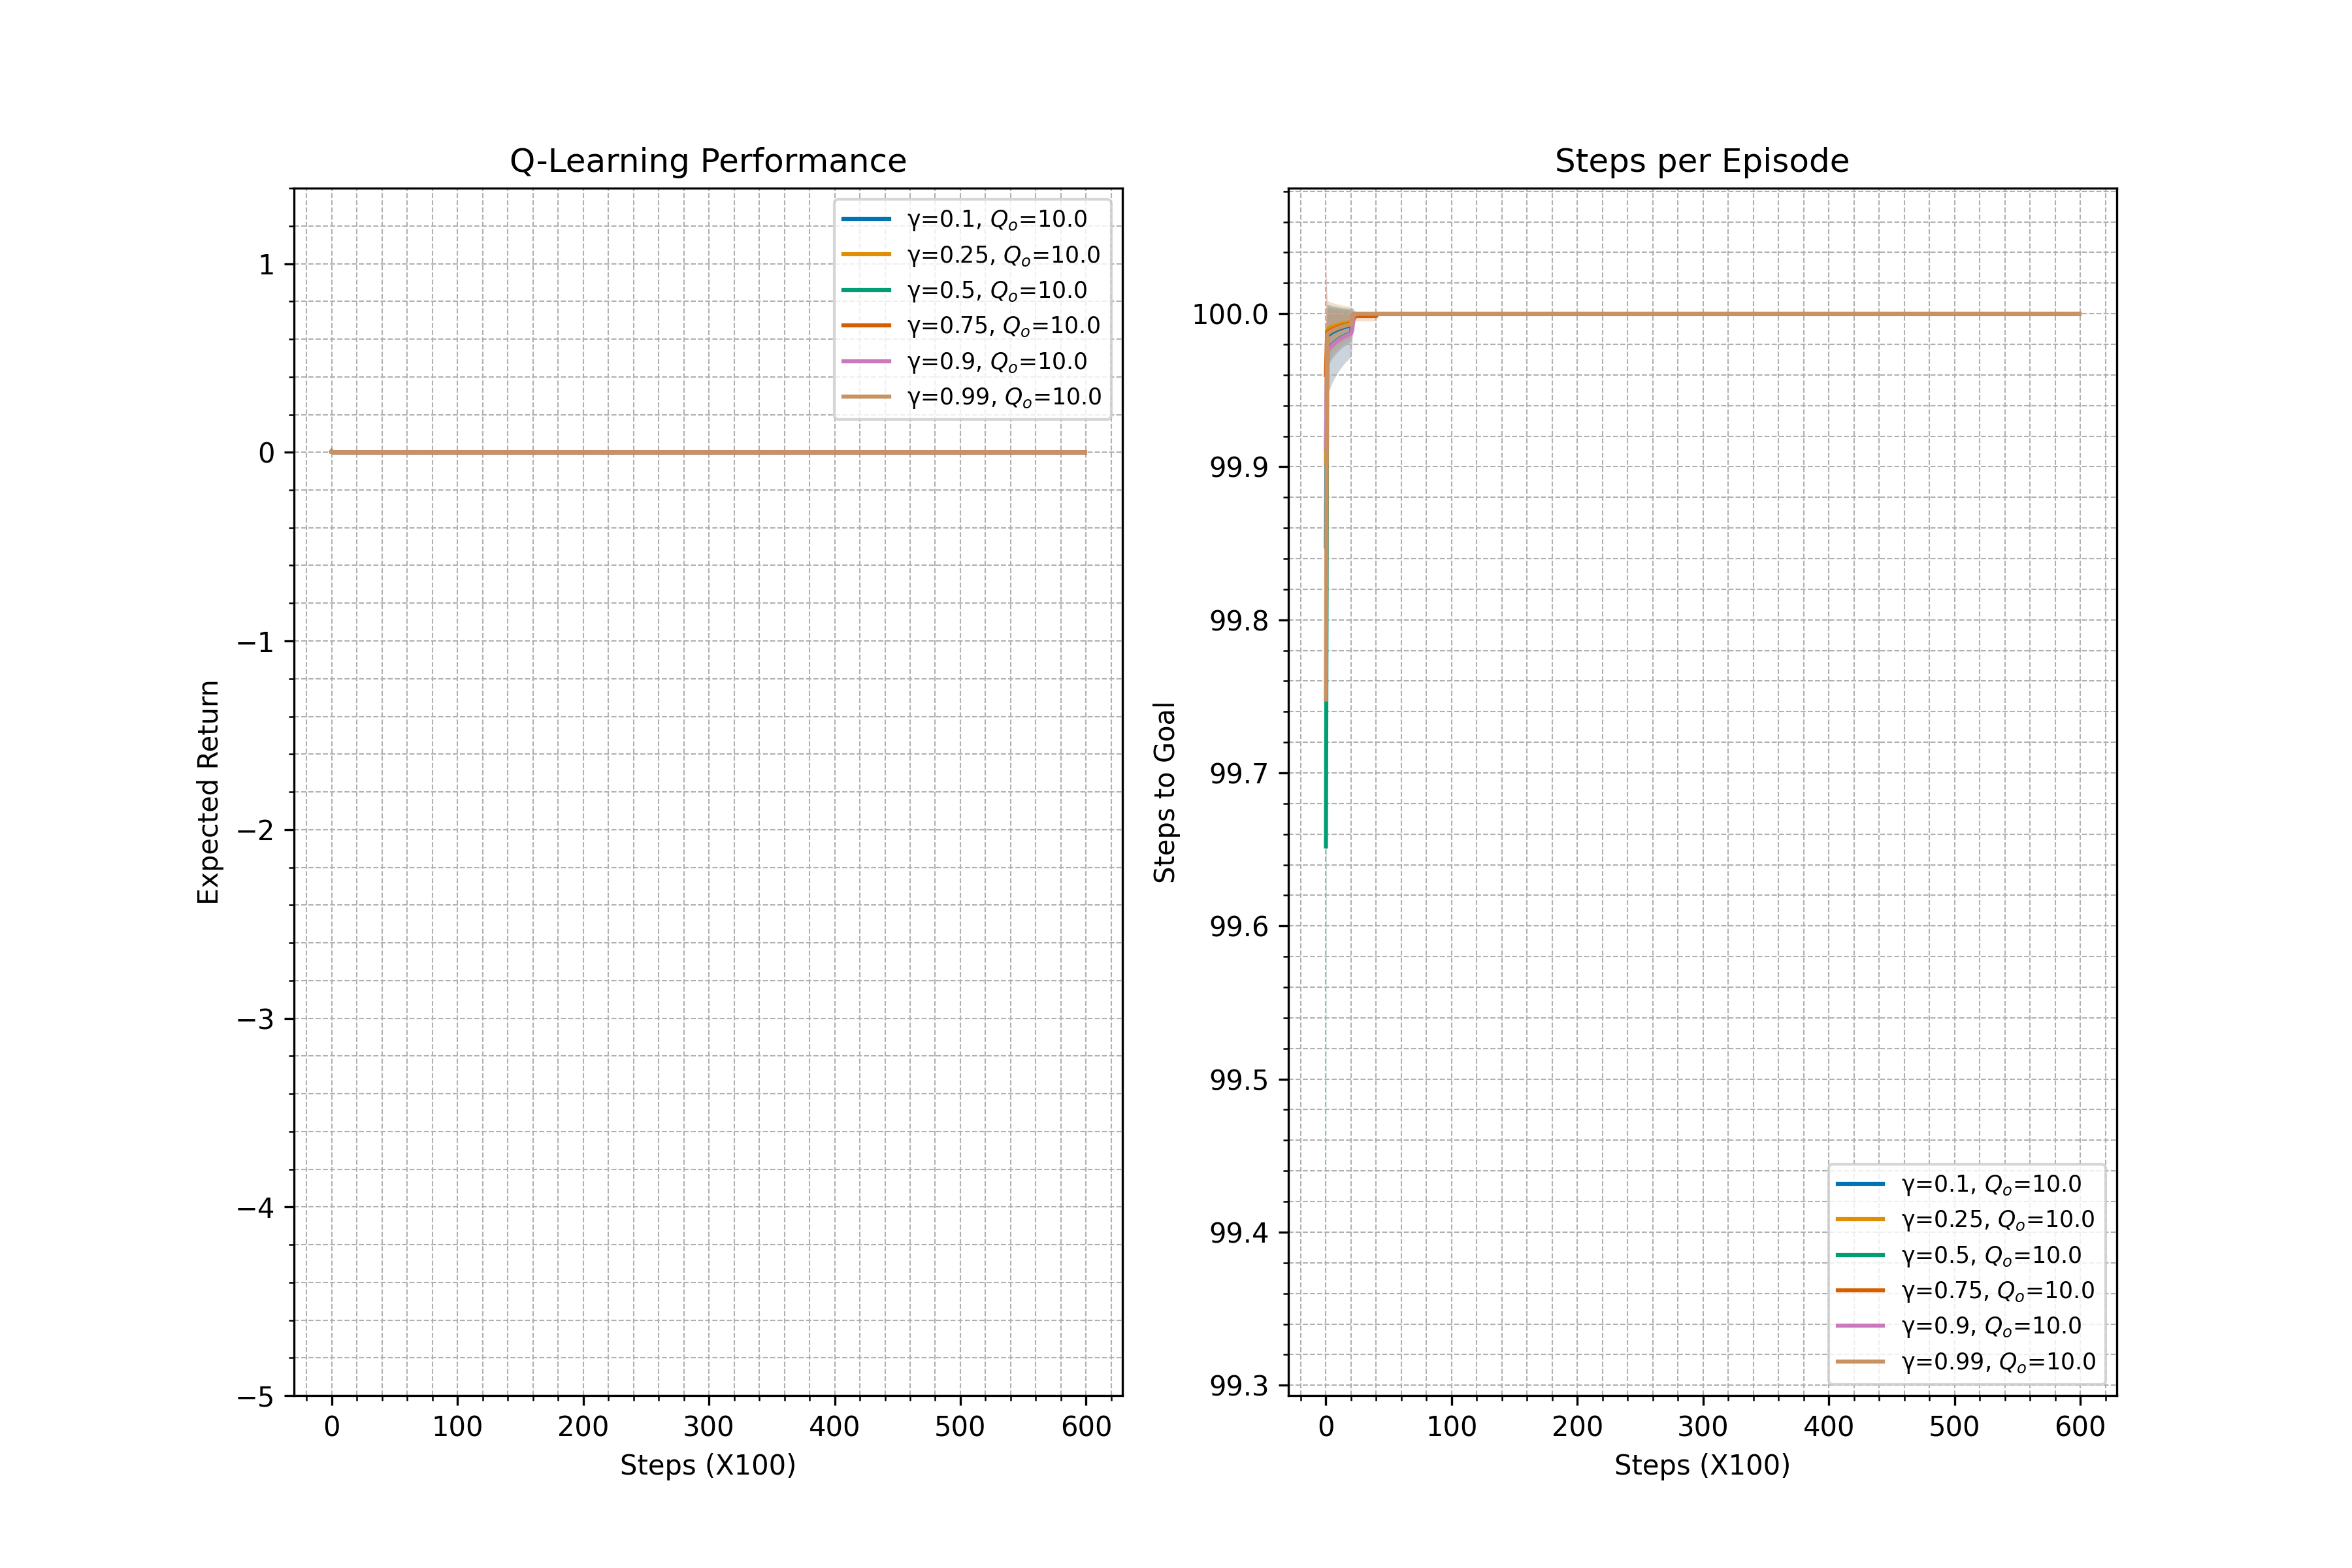 Q-Learning Performance
Expected Return
1
0
−1
−2
−3
−4
−5
0 100 200 300 400 500 600
Steps (X100)
γ=0.1, Qo=10.0
γ=0.25, Qo=10.0
γ=0.5, Qo=10.0
γ=0.75, Qo=10.0
γ=0.9, Qo=10.0
γ=0.99, Qo=10.0
Steps per Episode
Steps to Goal
100.0
99.9
99.8
99.7
99.6
99.5
99.4
99.3
0 100 200 300 400 500 600
Steps (X100)
γ=0.1, Qo=10.0
γ=0.25, Qo=10.0
γ=0.5, Qo=10.0
γ=0.75, Qo=10.0
γ=0.9, Qo=10.0
γ=0.99, Qo=10.0